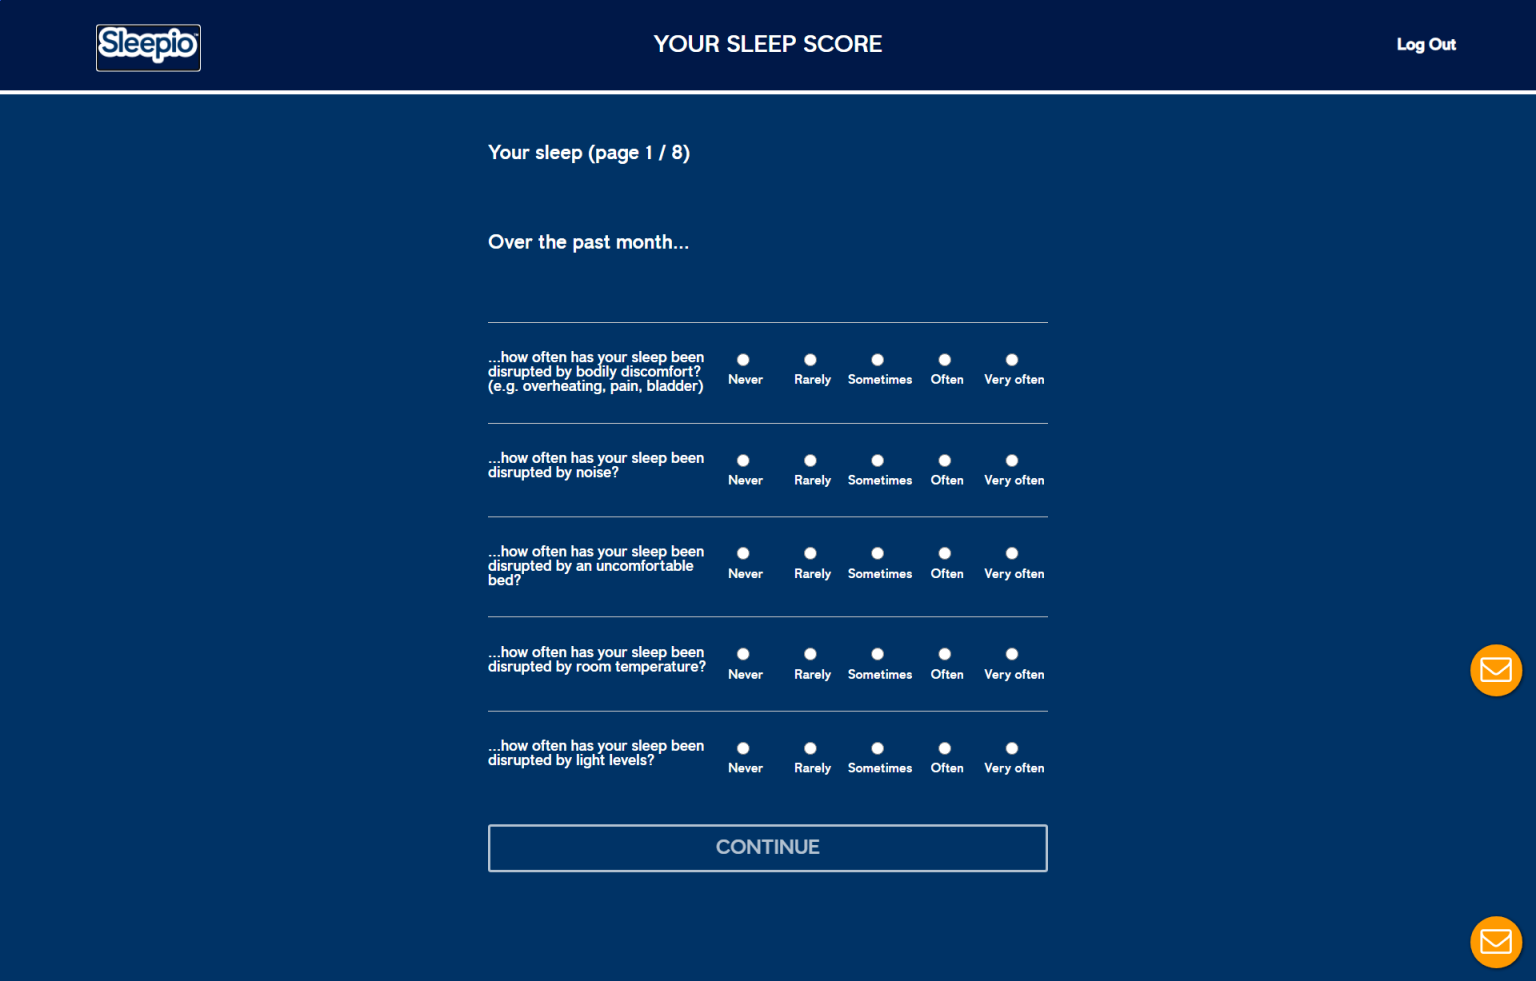 Sleepio™
YOUR SLEEP SCORE
Log Out
Your sleep (page 1 / 8)
Over the past month...
...how often has your sleep been
disrupted by bodily discomfort?
(e.g. overheating, pain, bladder)
Never Rarely Sometimes Often Very often
...how often has your sleep been
disrupted by noise?
Never Rarely Sometimes Often Very often
...how often has your sleep been
disrupted by an uncomfortable
bed?
Never Rarely Sometimes Often Very often
...how often has your sleep been
disrupted by room temperature?
Never Rarely Sometimes Often Very often
...how often has your sleep been
disrupted by light levels?
Never Rarely Sometimes Often Very often
CONTINUE